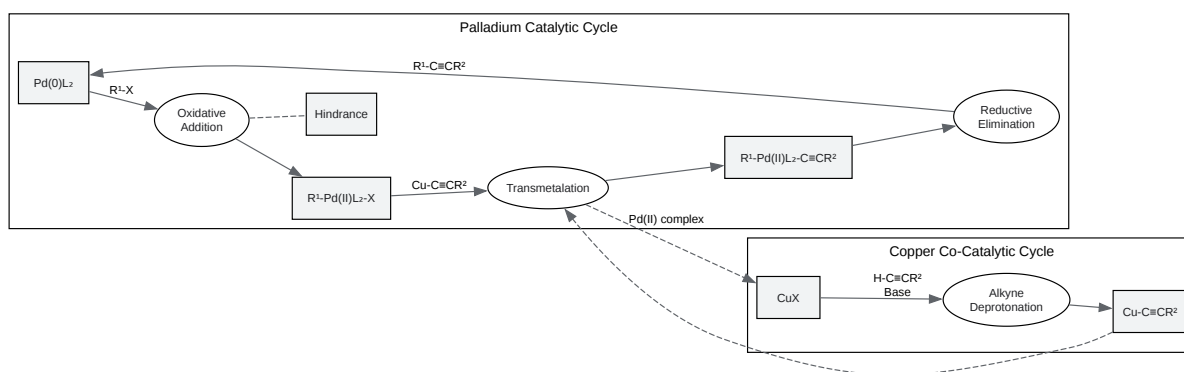 Palladium Catalytic Cycle
Pd(0)L₂
R¹-X
Oxidative
Addition
Hindrance
R¹-C≡CR²
Reductive
Elimination
R¹-Pd(II)L₂-X
Cu-C≡CR²
Transmetalation
R¹-Pd(II)L₂-C≡CR²
Pd(II) complex
Copper Co-Catalytic Cycle
CuX
H-C≡CR²
Base
Alkyne
Deprotonation
Cu-C≡CR²